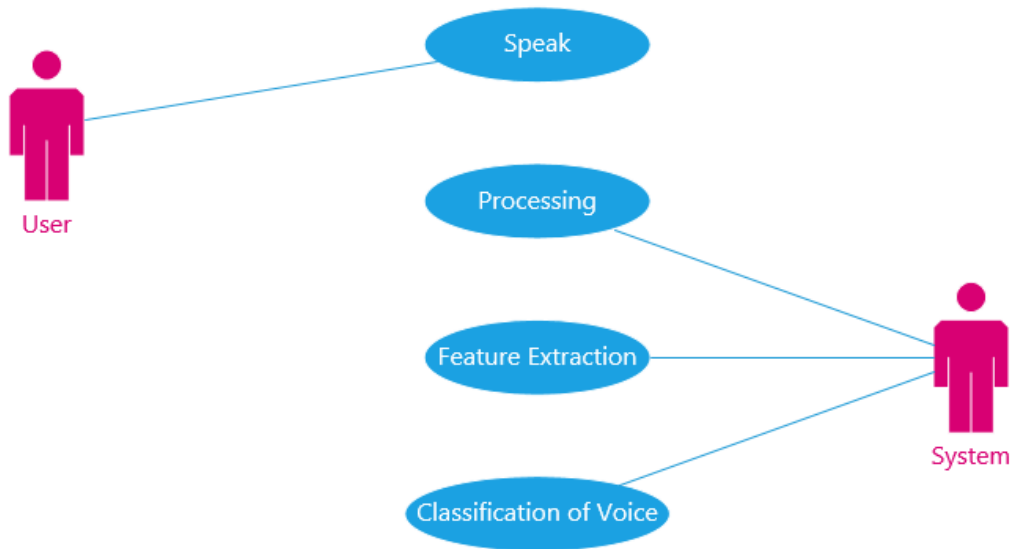 Speak
User
Processing
Feature Extraction
System
Classification of Voice